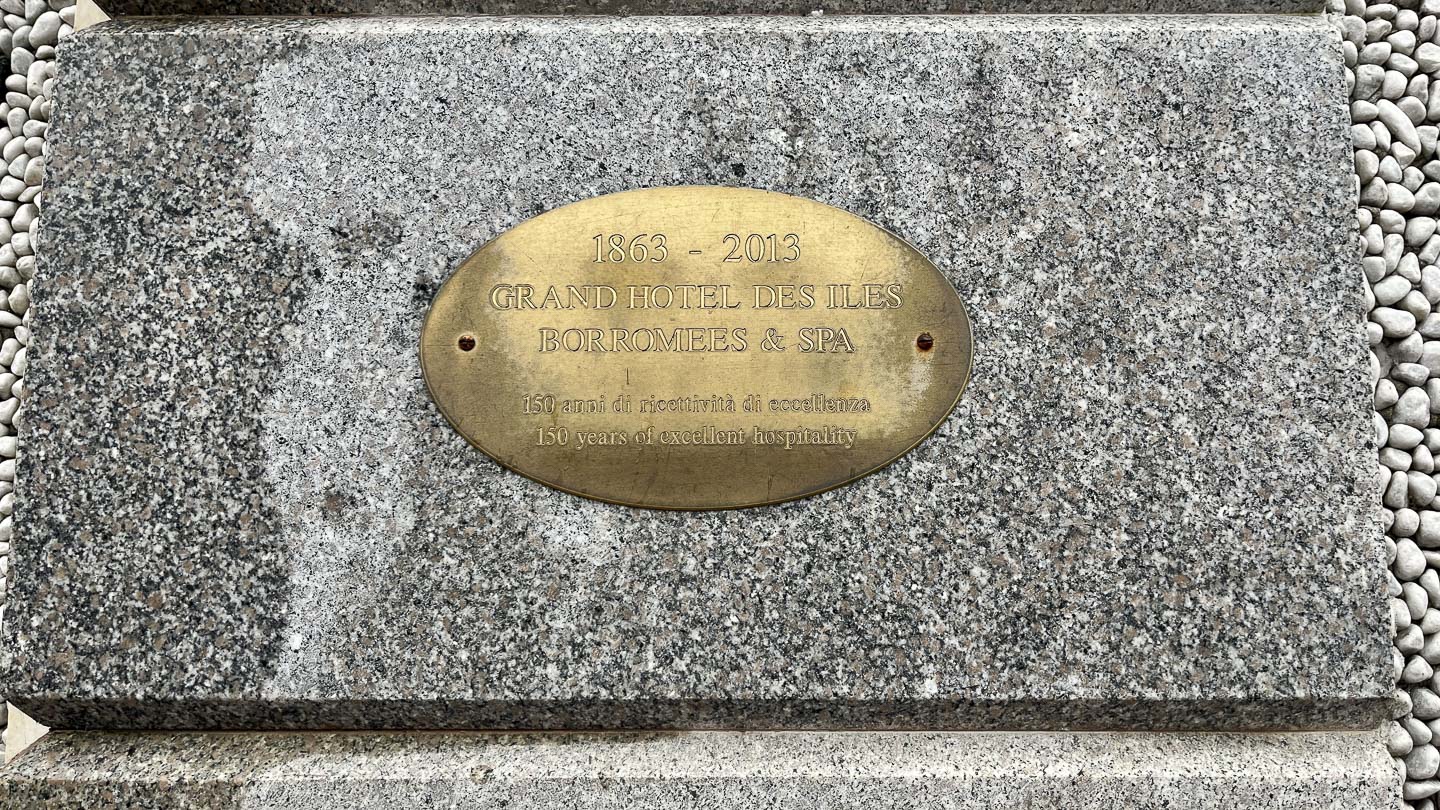 1863 - 2013
GRAND HOTEL DES ILES
BORROMEES & SPA
150 anni di ricettività di eccellenza
150 years of excellent hospitality